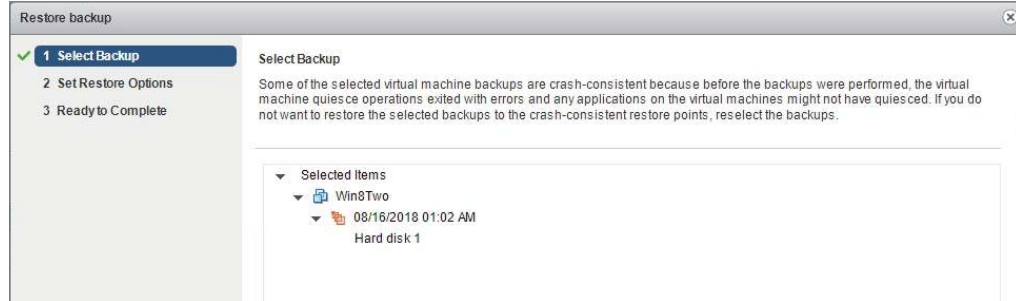 Restore backup
1 Select Backup
2 Set Restore Options
3 Ready to Complete
Select Backup
Some of the selected virtual machine backups are crash-consistent because before the backups were performed, the virtual
machine quiesce operations exited with errors and any applications on the virtual machines might not have quiesced. If you do
not want to restore the selected backups to the crash-consistent restore points, reselect the backups.
Selected Items
Win8Two
08/16/2018 01:02 AM
Hard disk 1